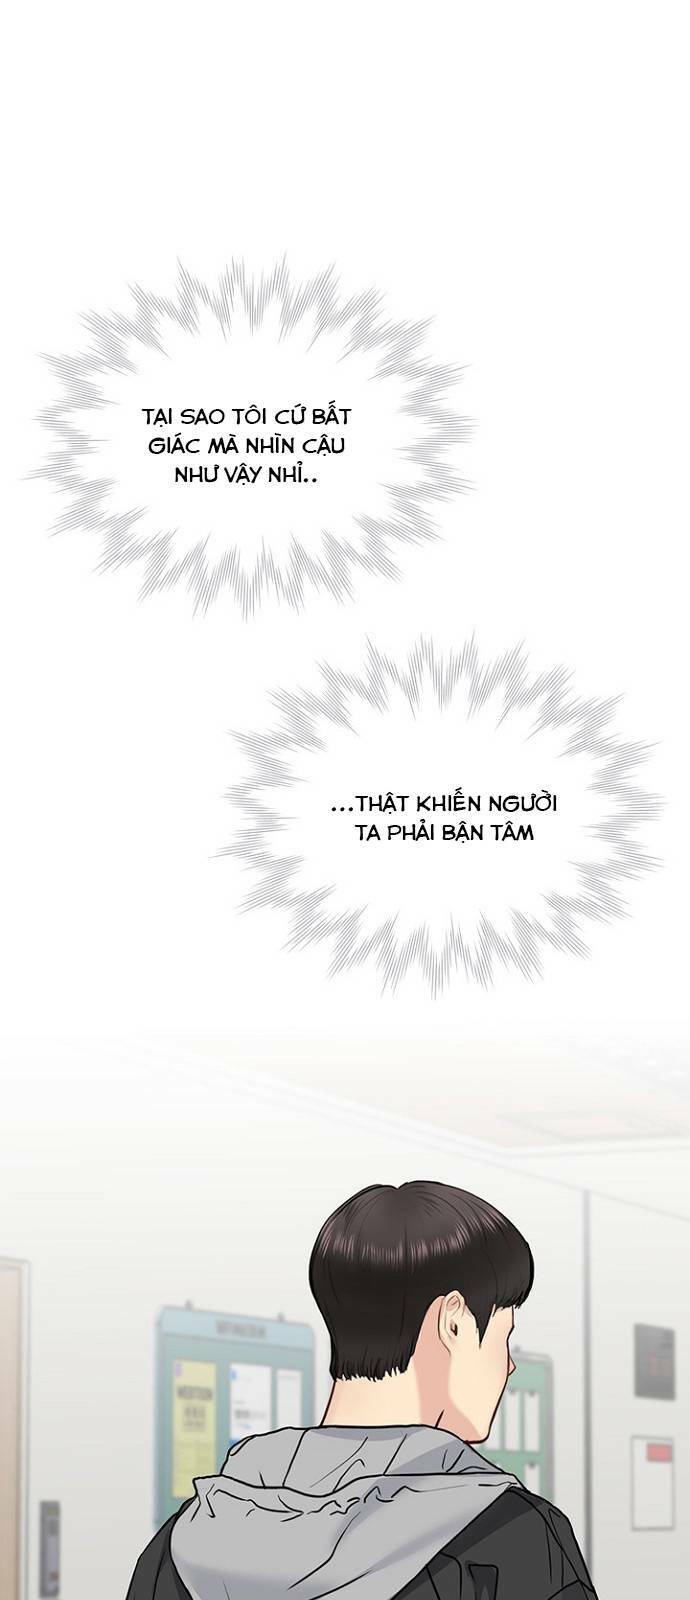 TẠI SAO TÔI CỨ BẤT
GIÁC MÀ NHÌN CẬU
NHƯ VẬY NHỈ..
...THẬT KHIẾN NGƯỜI
TA PHẢI BẬN TÂM
WEBTOON